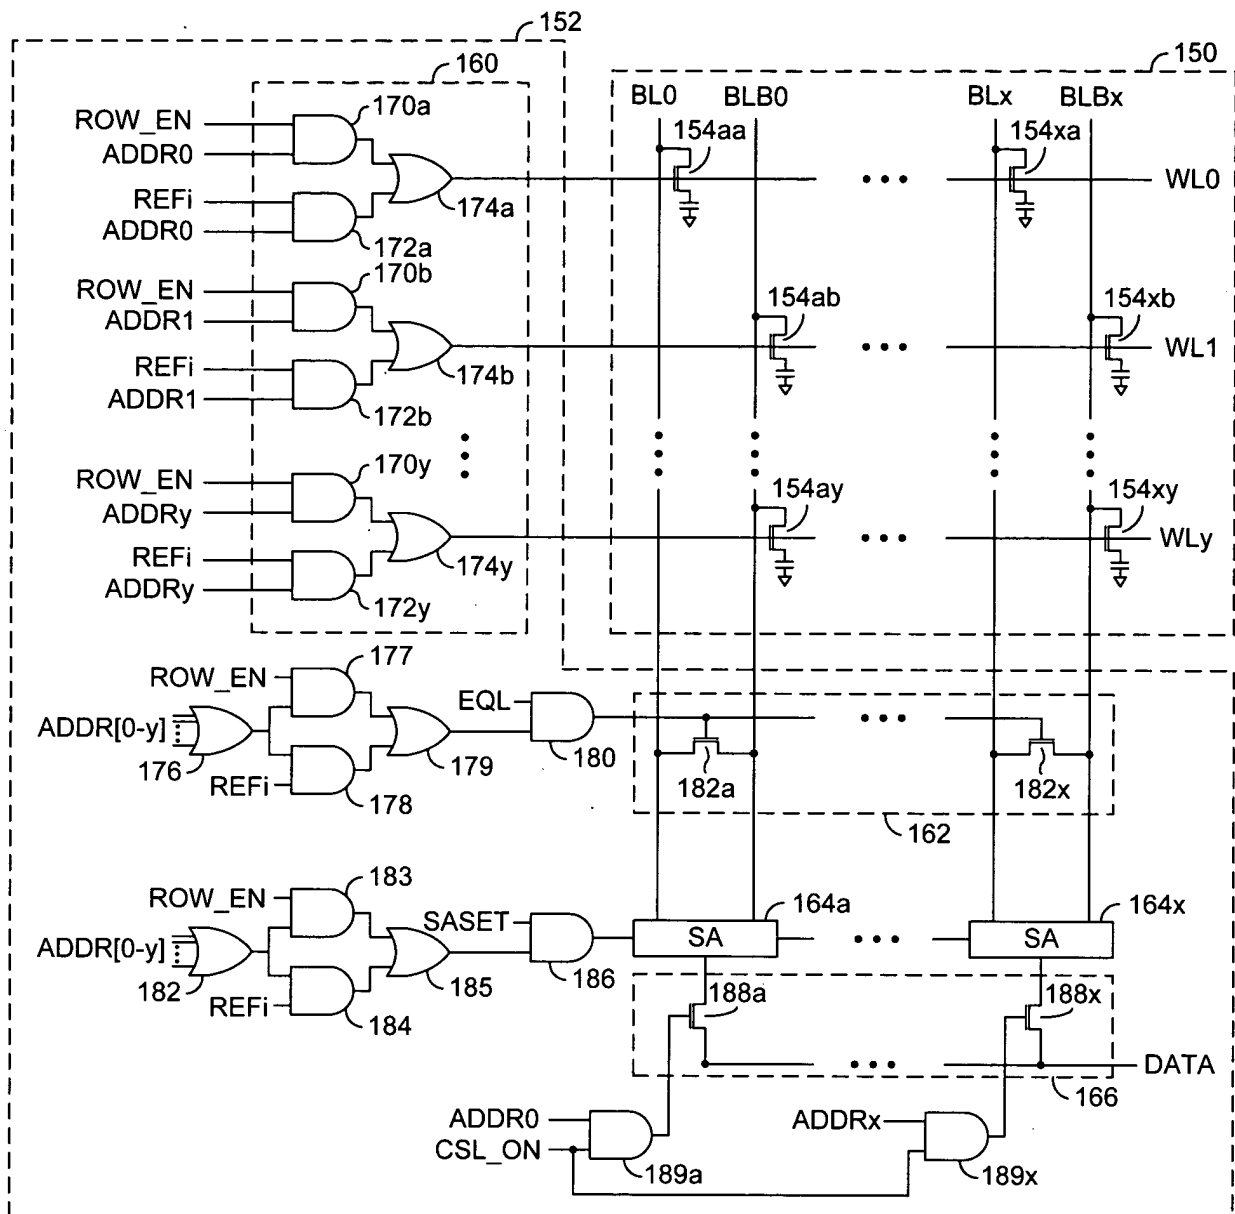 152
160
150
BL0
BLB0
BLx
BLBx
ROW_EN
170a
154aa
154xa
ADDR0
WL0
REFi
174a
ADDR0
172a
170b
ROW_EN
154ab
154xb
ADDR1
REFi
174b
WL1
ADDR1
172b
170y
ROW_EN
154ay
154xy
ADDRy
WLy
REFi
174y
ADDRy
172y
177
ROW_EN
EQL
ADDR[0-y]
176
179
180
182a
182x
REFi
178
162
183
ROW_EN
164a
164x
SASET
SA
SA
ADDR[0-y]
182
185
186
REFi
184
188a
188x
DATA
166
ADDR0
ADDRx
CSL_ON
189a
189x